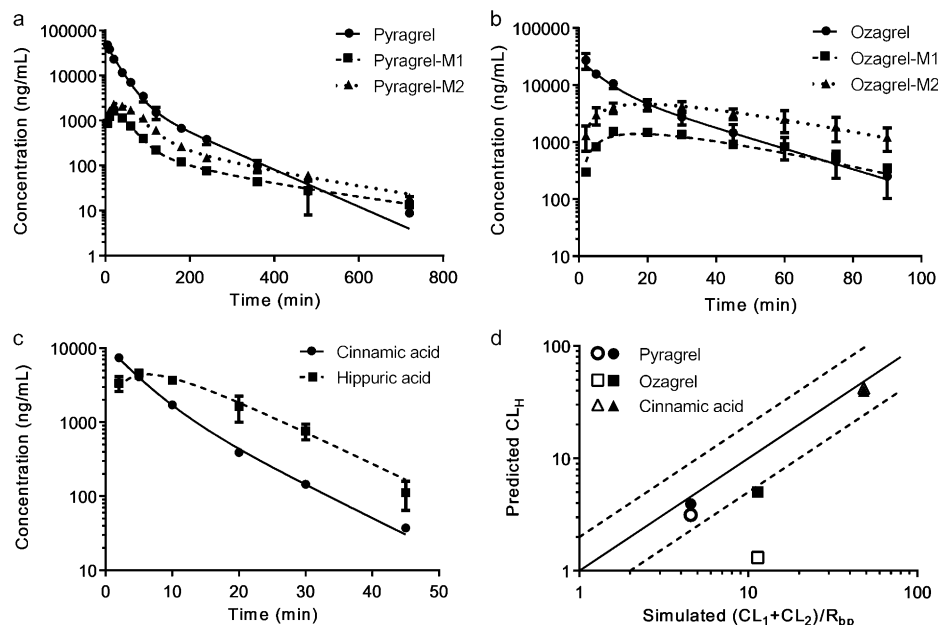 a
Concentration (ng/mL)
100000
10000
1000
100
10
1
0
200
400
600
800
Time (min)
Pyragrel
Pyragrel-M1
Pyragrel-M2
b
Concentration (ng/mL)
100000
10000
1000
100
10
0
20
40
60
80
100
Time (min)
Ozagrel
Ozagrel-M1
Ozagrel-M2
c
Concentration (ng/mL)
10000
1000
100
10
0
10
20
30
40
50
Time (min)
Cinnamic acid
Hippuric acid
d
Predicted CL_H
100
10
1
1
10
100
Simulated (CL₁+CL₂)/R_bp
Pyragrel
Ozagrel
Cinnamic acid